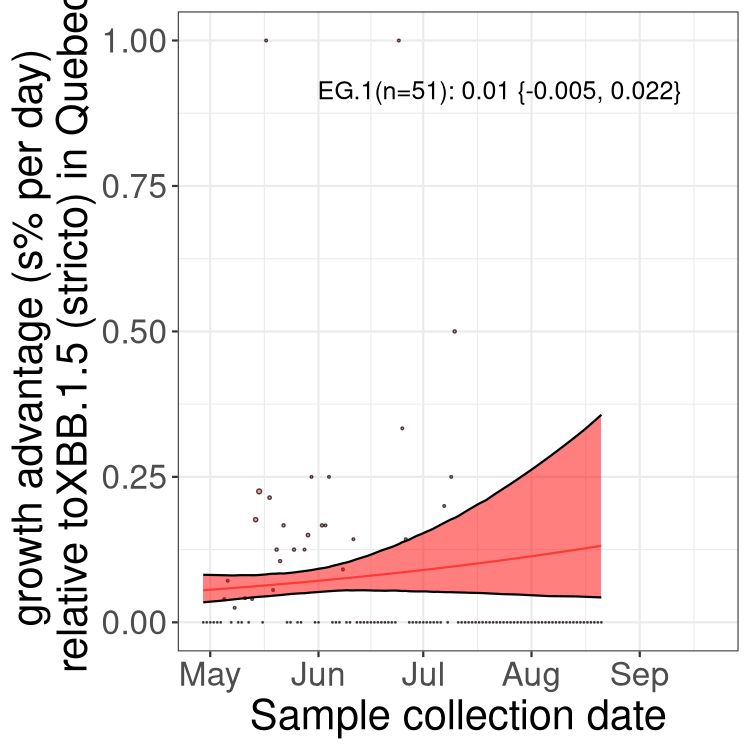 growth advantage (s% per day)
relative toXBB.1.5 (stricto) in Quebec
1.00
0.75
0.50
0.25
0.00
EG.1(n=51): 0.01 {-0.005, 0.022}
May Jun Jul Aug Sep
Sample collection date